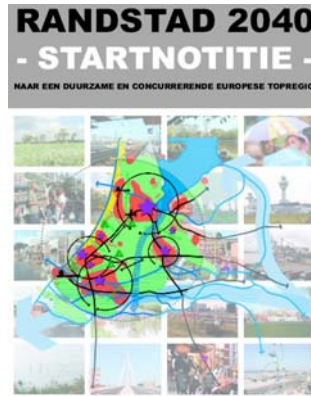 RANDSTAD 2040
- STARTNOTITIE -
NAAR EEN DUURZAME EN CONCURRERENDE EUROPESE TOPREGIO